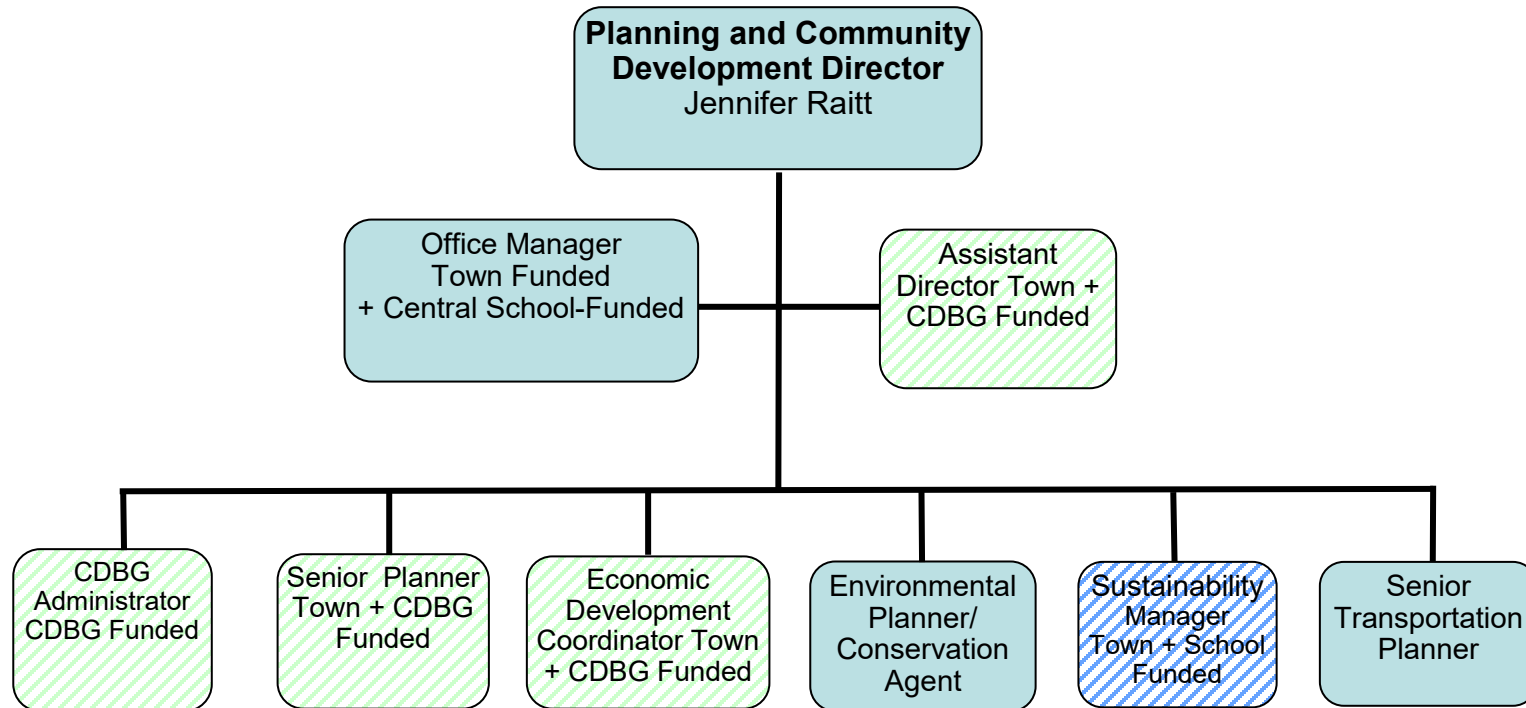 Planning and Community
Development Director
Jennifer Raitt
Office Manager
Town Funded
+ Central School-Funded
Assistant
Director Town +
CDBG Funded
CDBG
Administrator
CDBG Funded
Senior Planner
Town + CDBG
Funded
Economic
Development
Coordinator Town
+ CDBG Funded
Environmental
Planner/
Conservation
Agent
Sustainability
Manager
Town + School
Funded
Senior
Transportation
Planner